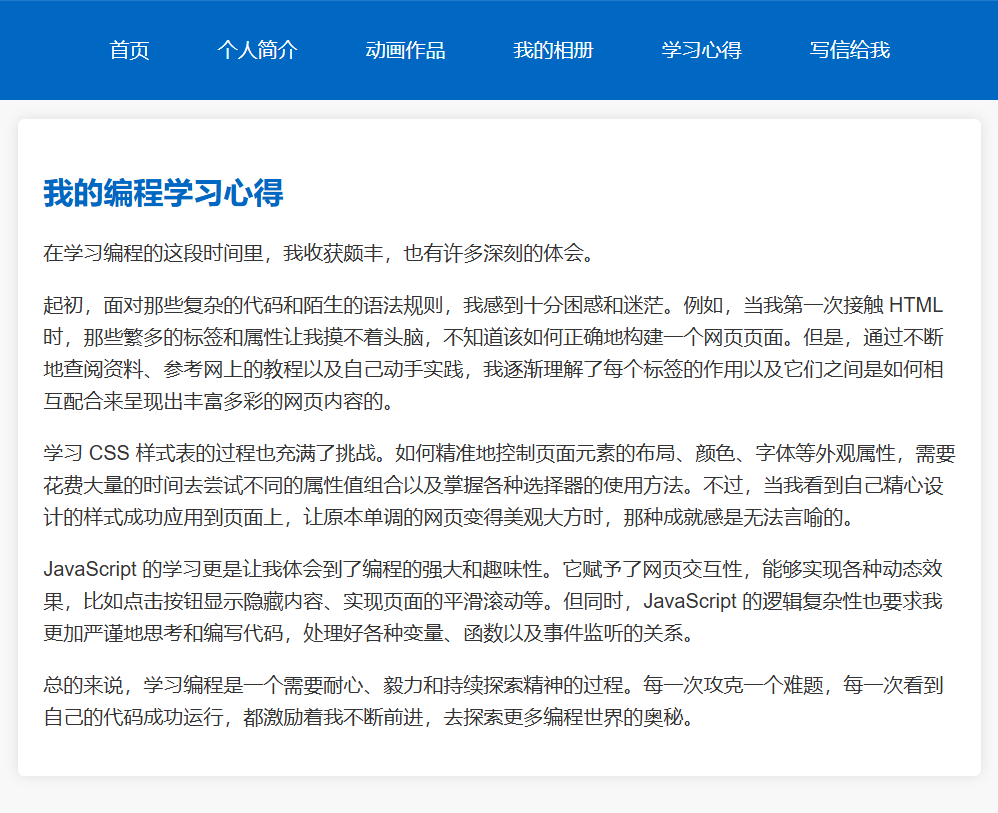 首页 个人简介 动画作品 我的相册 学习心得 写信给我
我的编程学习心得
在学习编程的这段时间里，我收获颇丰，也有许多深刻的体会。
起初，面对那些复杂的代码和陌生的语法规则，我感到十分困惑和迷茫。例如，当我第一次接触 HTML
时，那些繁多的标签和属性让我摸不着头脑，不知道该如何正确地构建一个网页页面。但是，通过不断
地查阅资料、参考网上的教程以及自己动手实践，我逐渐理解了每个标签的作用以及它们之间是如何相
互配合来呈现出丰富多彩的网页内容的。
学习 CSS 样式表的过程也充满了挑战。如何精准地控制页面元素的布局、颜色、字体等外观属性，需要
花费大量的时间去尝试不同的属性值组合以及掌握各种选择器的使用方法。不过，当我看到自己精心设
计的样式成功应用到页面上，让原本单调的网页变得美观大方时，那种成就感是无法言喻的。
JavaScript 的学习更是让我体会到了编程的强大和趣味性。它赋予了网页交互性，能够实现各种动态效
果，比如点击按钮显示隐藏内容、实现页面的平滑滚动等。但同时，JavaScript 的逻辑复杂性也要求我
更加严谨地思考和编写代码，处理好各种变量、函数以及事件监听的关系。
总的来说，学习编程是一个需要耐心、毅力和持续探索精神的过程。每一次攻克一个难题，每一次看到
自己的代码成功运行，都激励着我不断前进，去探索更多编程世界的奥秘。